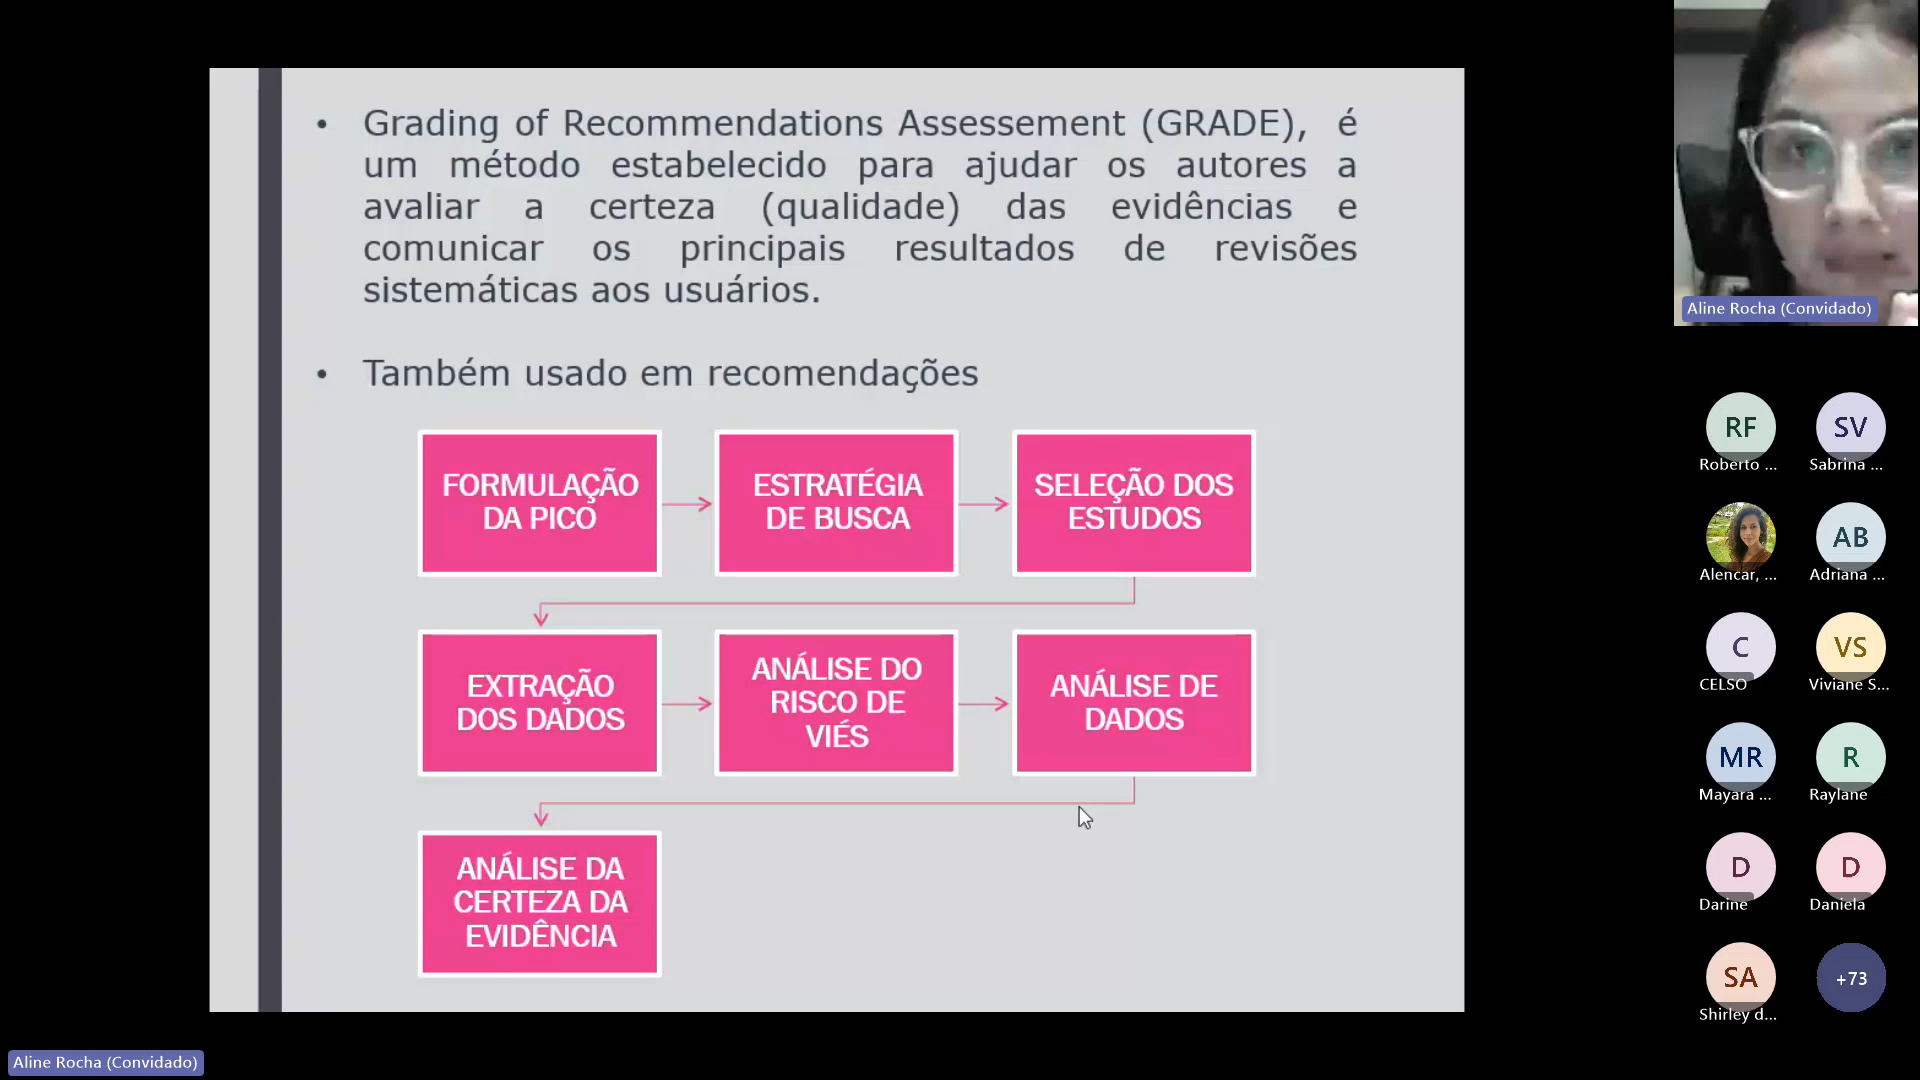 • Grading of Recommendations Assessement (GRADE), é
um método estabelecido para ajudar os autores a
avaliar a certeza (qualidade) das evidências e
comunicar os principais resultados de revisões
sistemáticas aos usuários.
• Também usado em recomendações
FORMULAÇÃO
DA PICO
ESTRATÉGIA
DE BUSCA
SELEÇÃO DOS
ESTUDOS
EXTRAÇÃO
DOS DADOS
ANÁLISE DO
RISCO DE
VIÉS
ANÁLISE DE
DADOS
ANÁLISE DA
CERTEZA DA
EVIDÊNCIA
Aline Rocha (Convidado)
RF
Roberto ...
SV
Sabrina ...
Alencar, ...
AB
Adriana ...
C
CELSO
VS
Viviane S...
MR
Mayara ...
R
Raylane
D
Darine
D
Daniela
SA
Shirley d...
+73
Aline Rocha (Convidado)